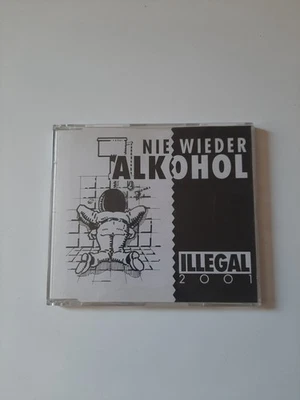 NIE WIEDER
ALKOHOL
ILLEGAL
2001